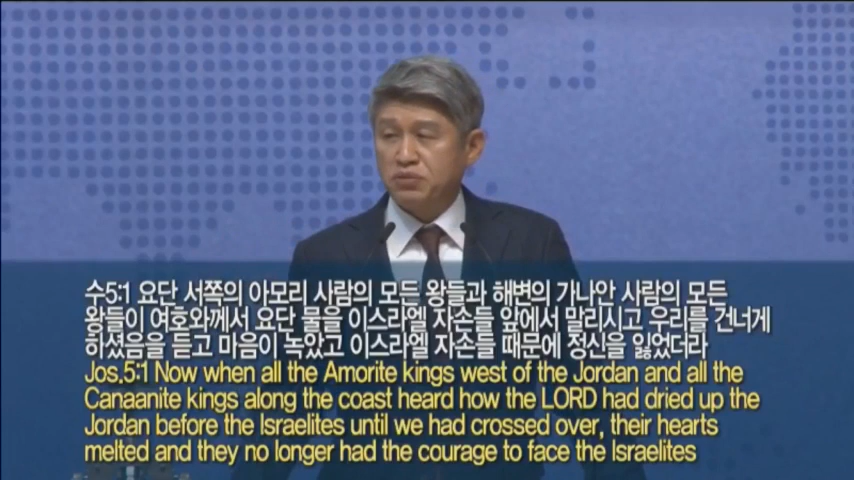 수5:1 요단 서쪽의 아모리 사람의 모든 왕들과 해변의 가나안 사람의 모든
왕들이 여호와께서 요단 물을 이스라엘 자손들 앞에서 말리시고 우리를 건너게
하셨음을 듣고 마음이 녹았고 이스라엘 자손들 때문에 정신을 잃었더라
Jos.5:1 Now when all the Amorite kings west of the Jordan and all the
Canaanite kings along the coast heard how the LORD had dried up the
Jordan before the Israelites until we had crossed over, their hearts
melted and they no longer had the courage to face the Israelites